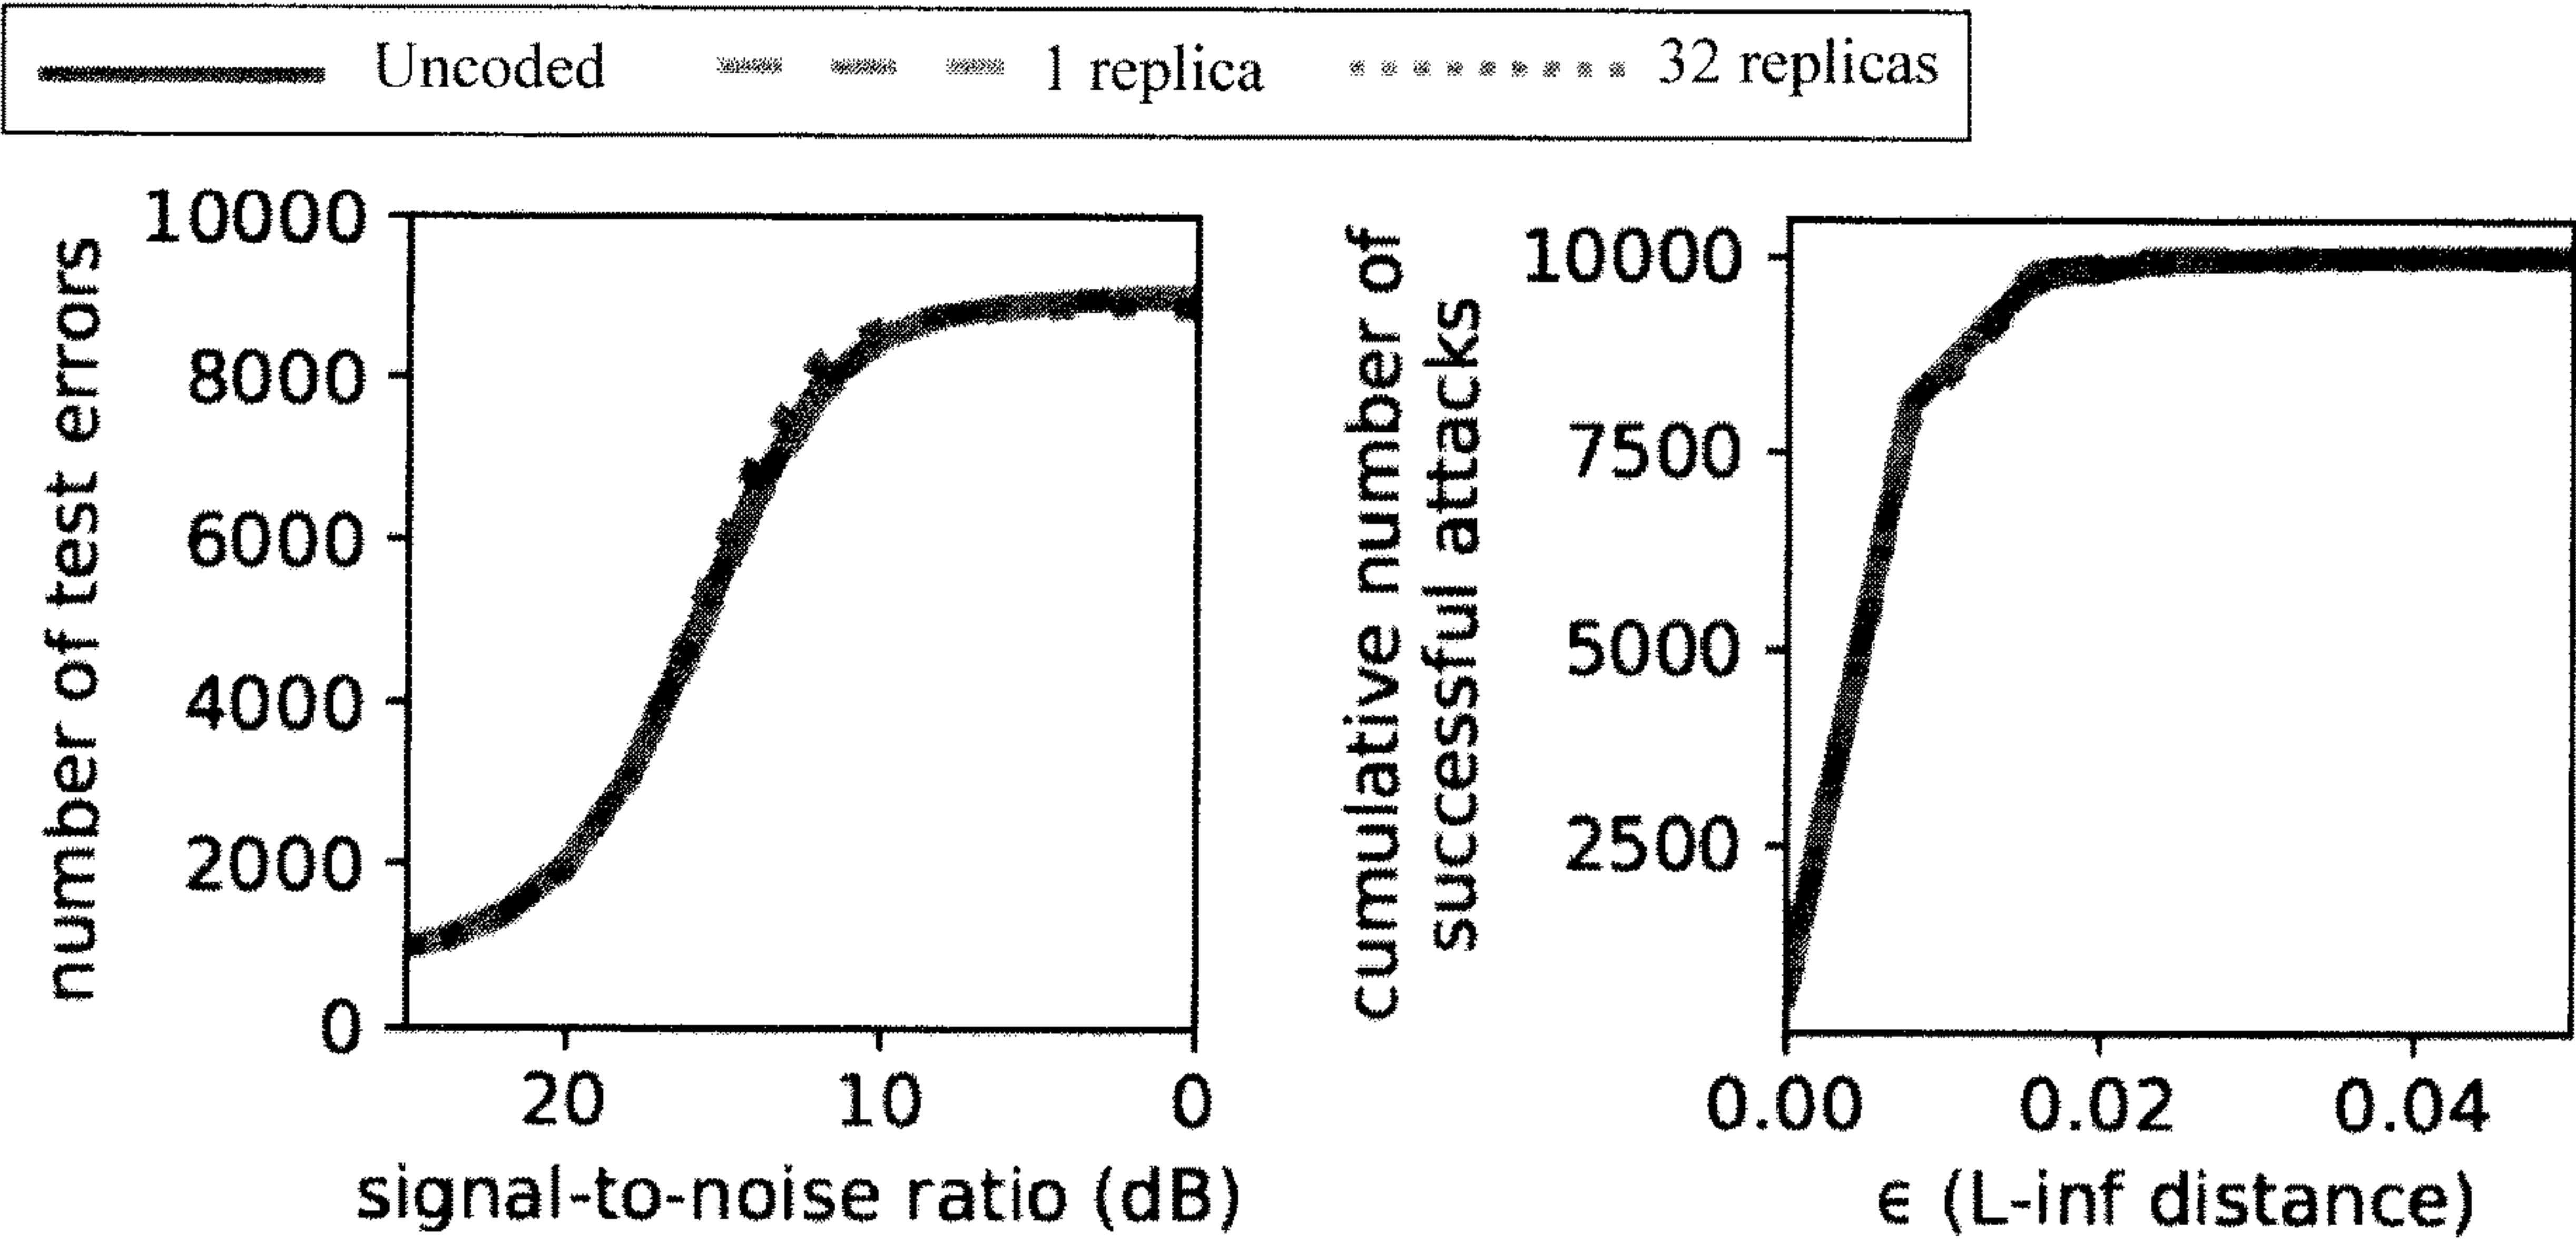 Uncoded 1 replica 32 replicas
number of test errors
10000
8000
6000
4000
2000
0
20 10 0
signal-to-noise ratio (dB)
cumulative number of
successful attacks
10000
7500
5000
2500
0.00 0.02 0.04
ϵ (L-inf distance)